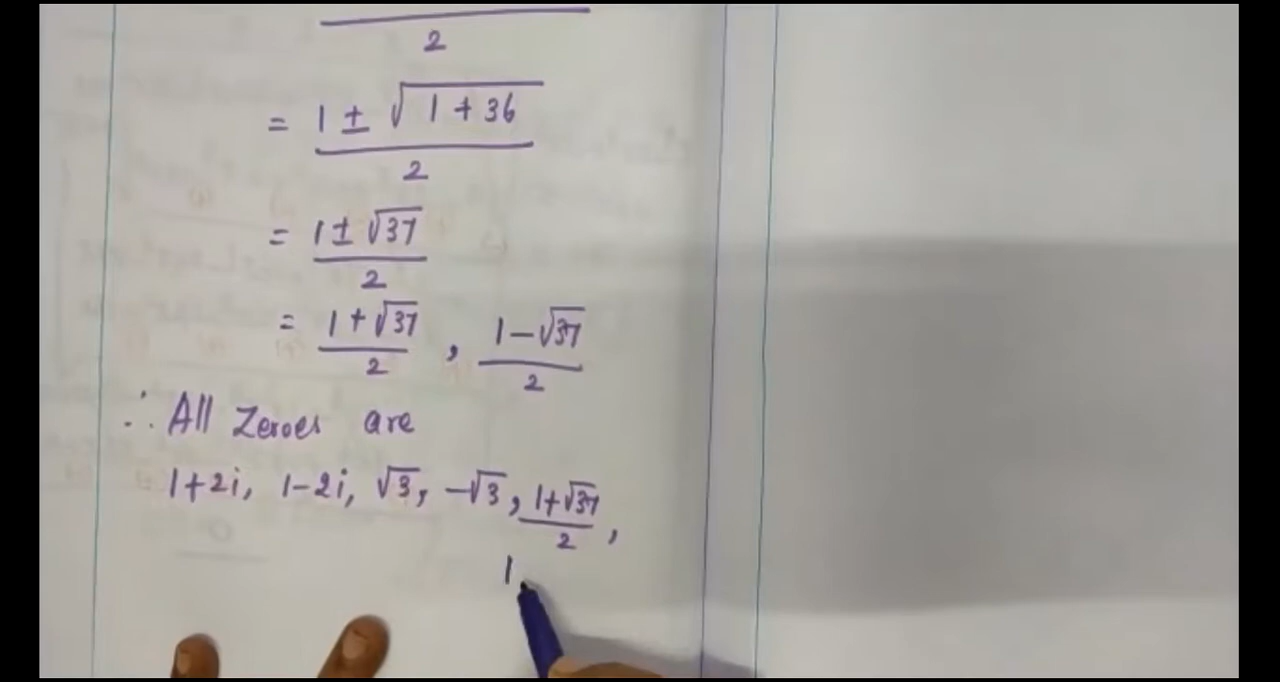 2
= 1 ± √1 + 36
2
= 1 ± √37
2
= 1 + √37 , 1 – √37
2 2
∴ All Zeroes are
1+2i, 1-2i, √3, -√3, 1+√37
2 ,
1